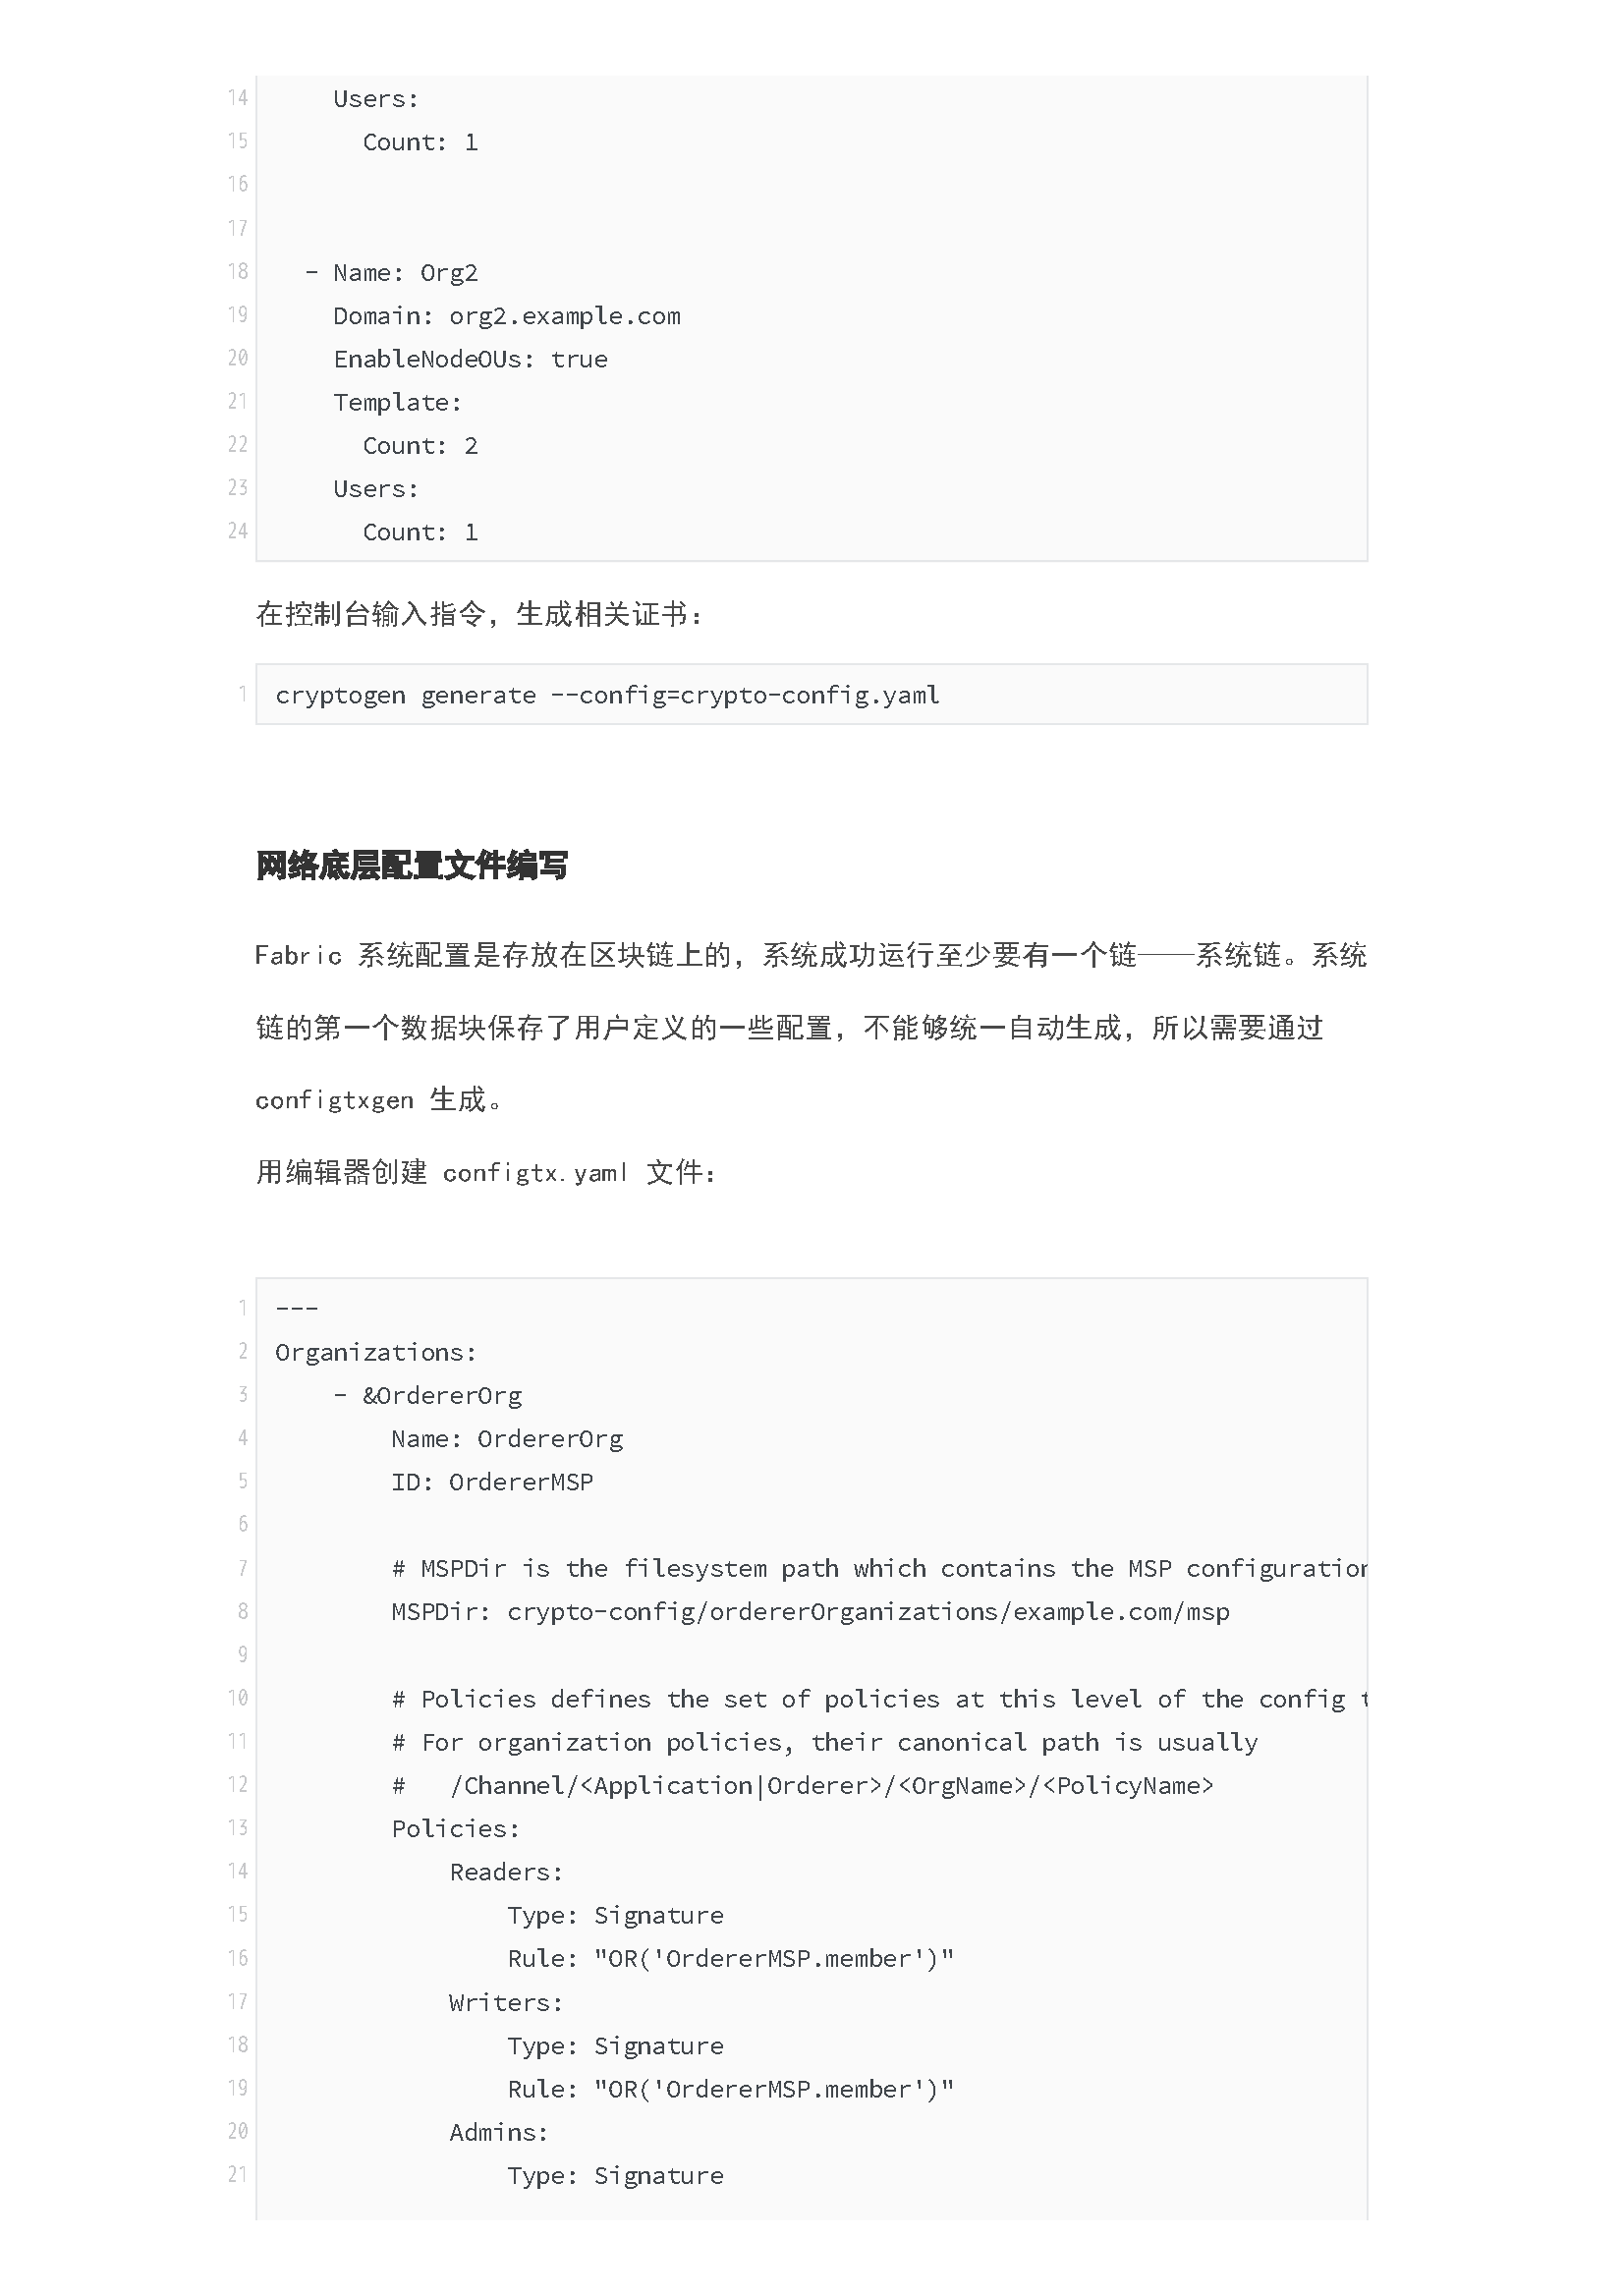 14     Users:
15       Count: 1
16
17
18   - Name: Org2
19     Domain: org2.example.com
20     EnableNodeOUs: true
21     Template:
22       Count: 2
23     Users:
24       Count: 1
在控制台输入指令，生成相关证书：
1 cryptogen generate --config=crypto-config.yaml
网络底层配置文件编写
Fabric 系统配置是存放在区块链上的，系统成功运行至少要有一个链——系统链。系统
链的第一个数据块保存了用户定义的一些配置，不能够统一自动生成，所以需要通过
configtxgen 生成。
用编辑器创建 configtx.yaml 文件：
1 ---
2 Organizations:
3     - &OrdererOrg
4         Name: OrdererOrg
5         ID: OrdererMSP
6
7         # MSPDir is the filesystem path which contains the MSP configuration
8         MSPDir: crypto-config/ordererOrganizations/example.com/msp
9
10         # Policies defines the set of policies at this level of the config t
11         # For organization policies, their canonical path is usually
12         #   /Channel/<Application|Orderer>/<OrgName>/<PolicyName>
13         Policies:
14             Readers:
15                 Type: Signature
16                 Rule: "OR('OrdererMSP.member')"
17             Writers:
18                 Type: Signature
19                 Rule: "OR('OrdererMSP.member')"
20             Admins:
21                 Type: Signature